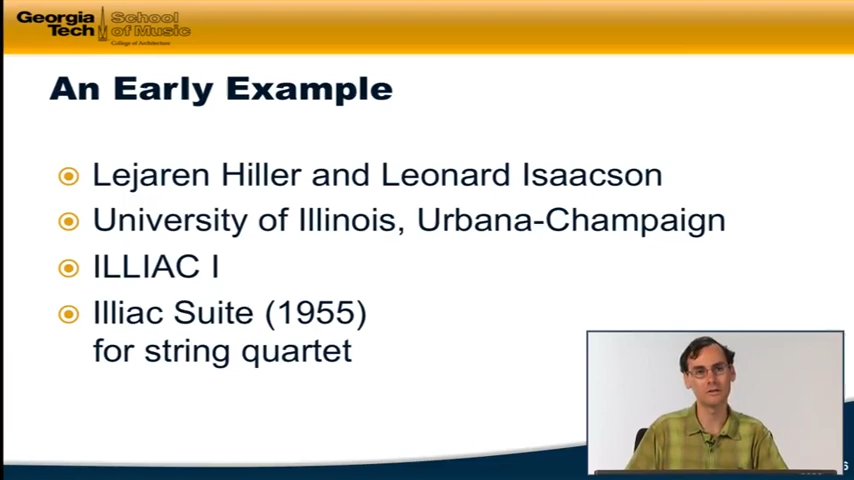 Georgia Tech
School of Music
College of Architecture
An Early Example
Lejaren Hiller and Leonard Isaacson
University of Illinois, Urbana-Champaign
ILLIAC I
Illiac Suite (1955)
for string quartet
6